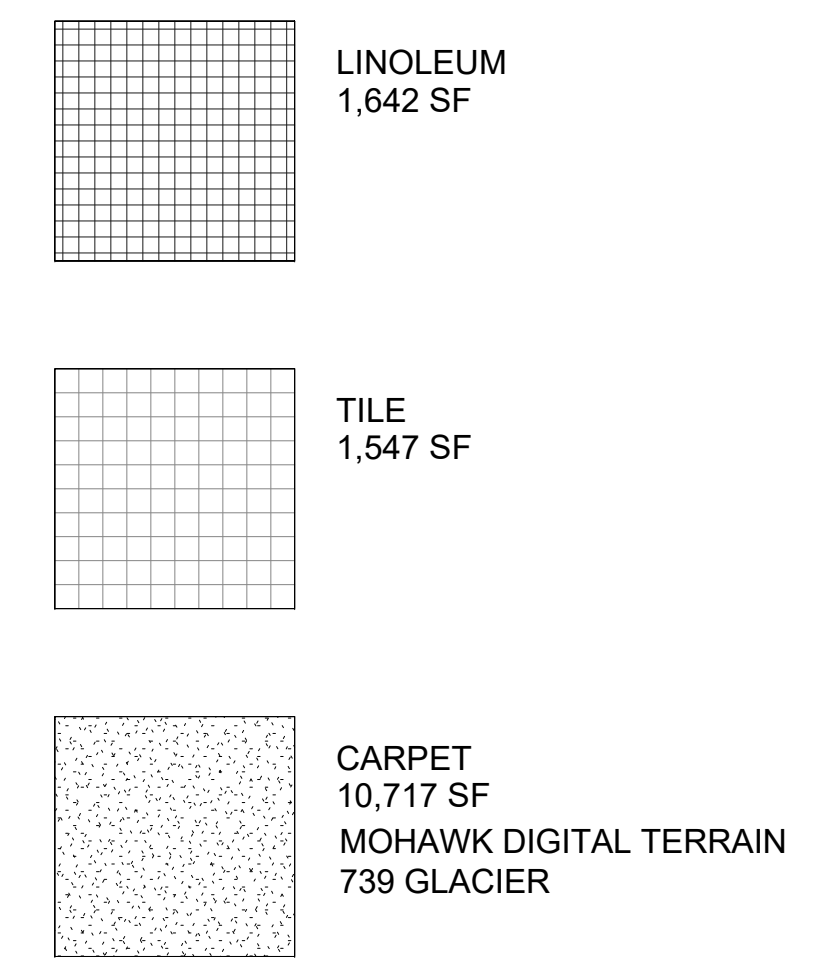 LINOLEUM
1,642 SF
TILE
1,547 SF
CARPET
10,717 SF
MOHAWK DIGITAL TERRAIN
739 GLACIER